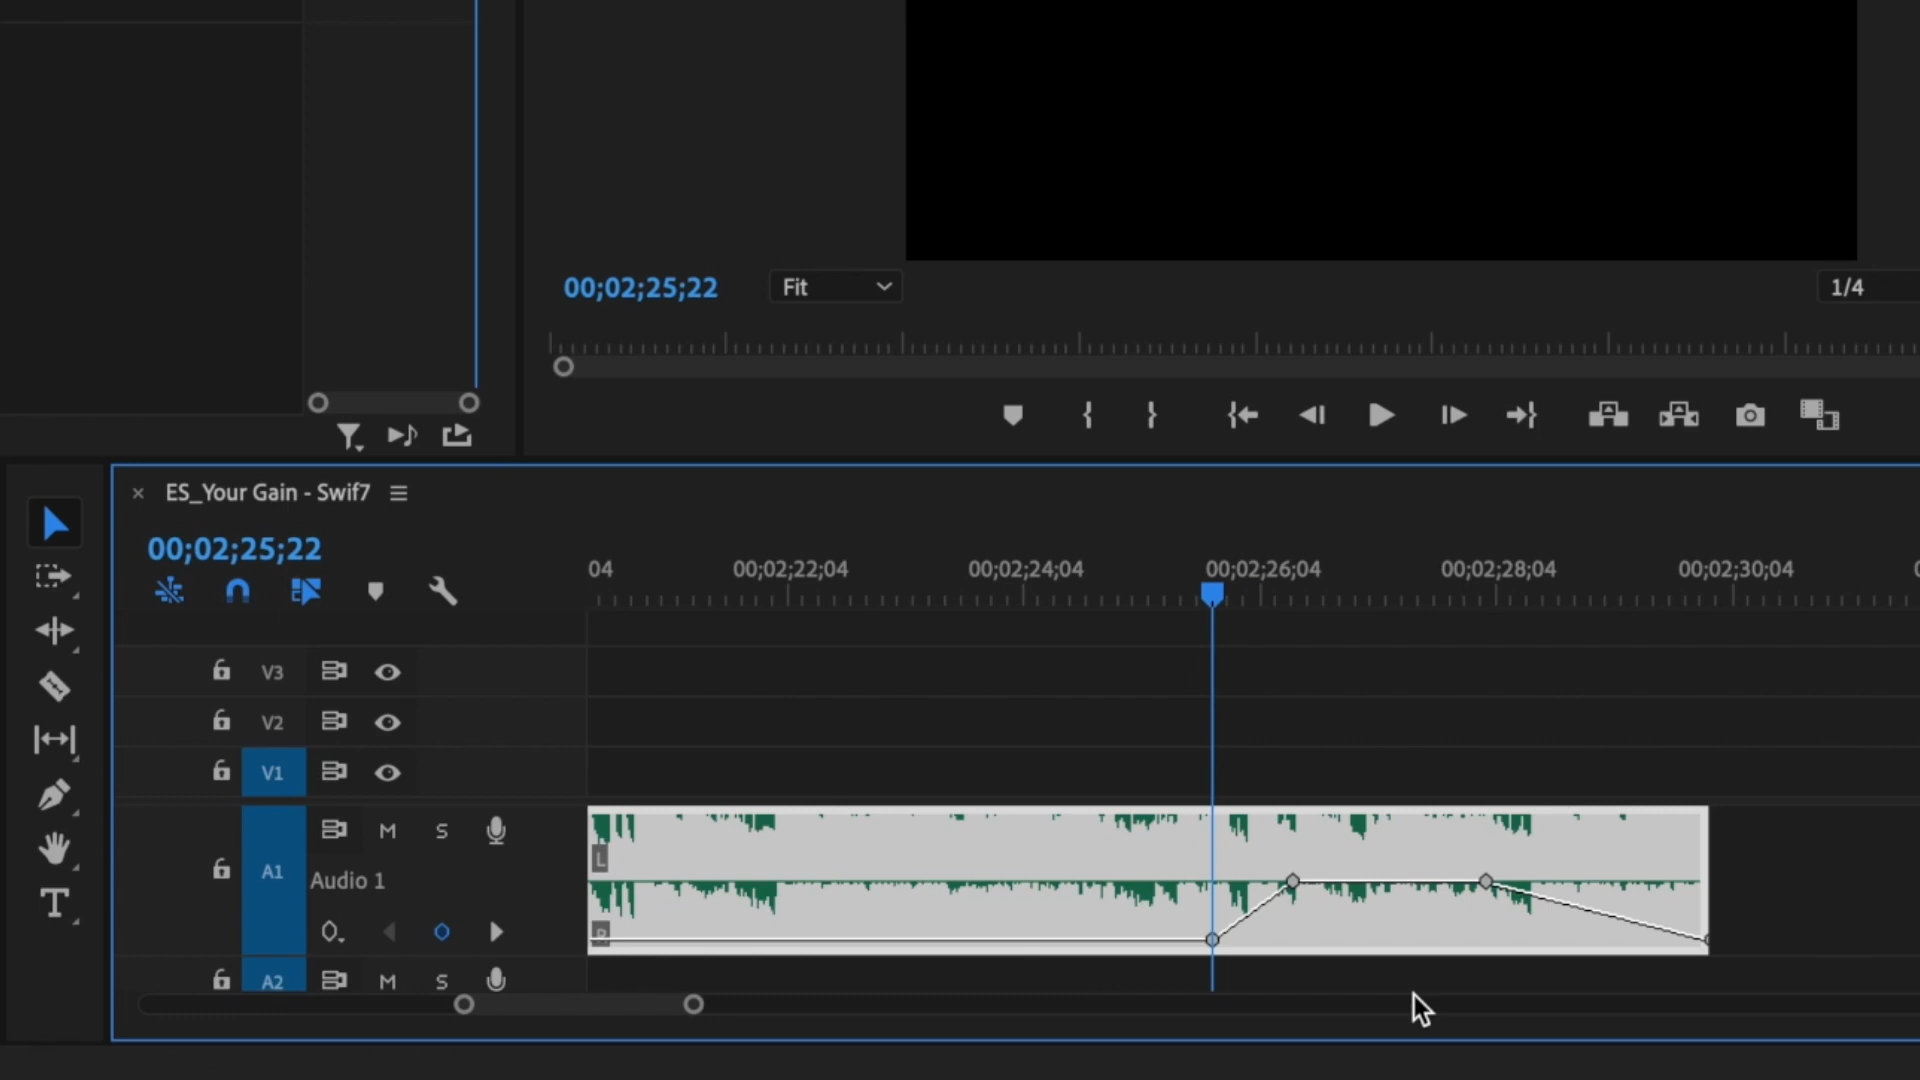 00;02;25;22
Fit
1/4
× ES_Your Gain - Swif7
00;02;25;22
04 00;02;22;04 00;02;24;04 00;02;26;04 00;02;28;04 00;02;30;04
V3
V2
V1
M S
L
A1
Audio 1
R
A2 M S